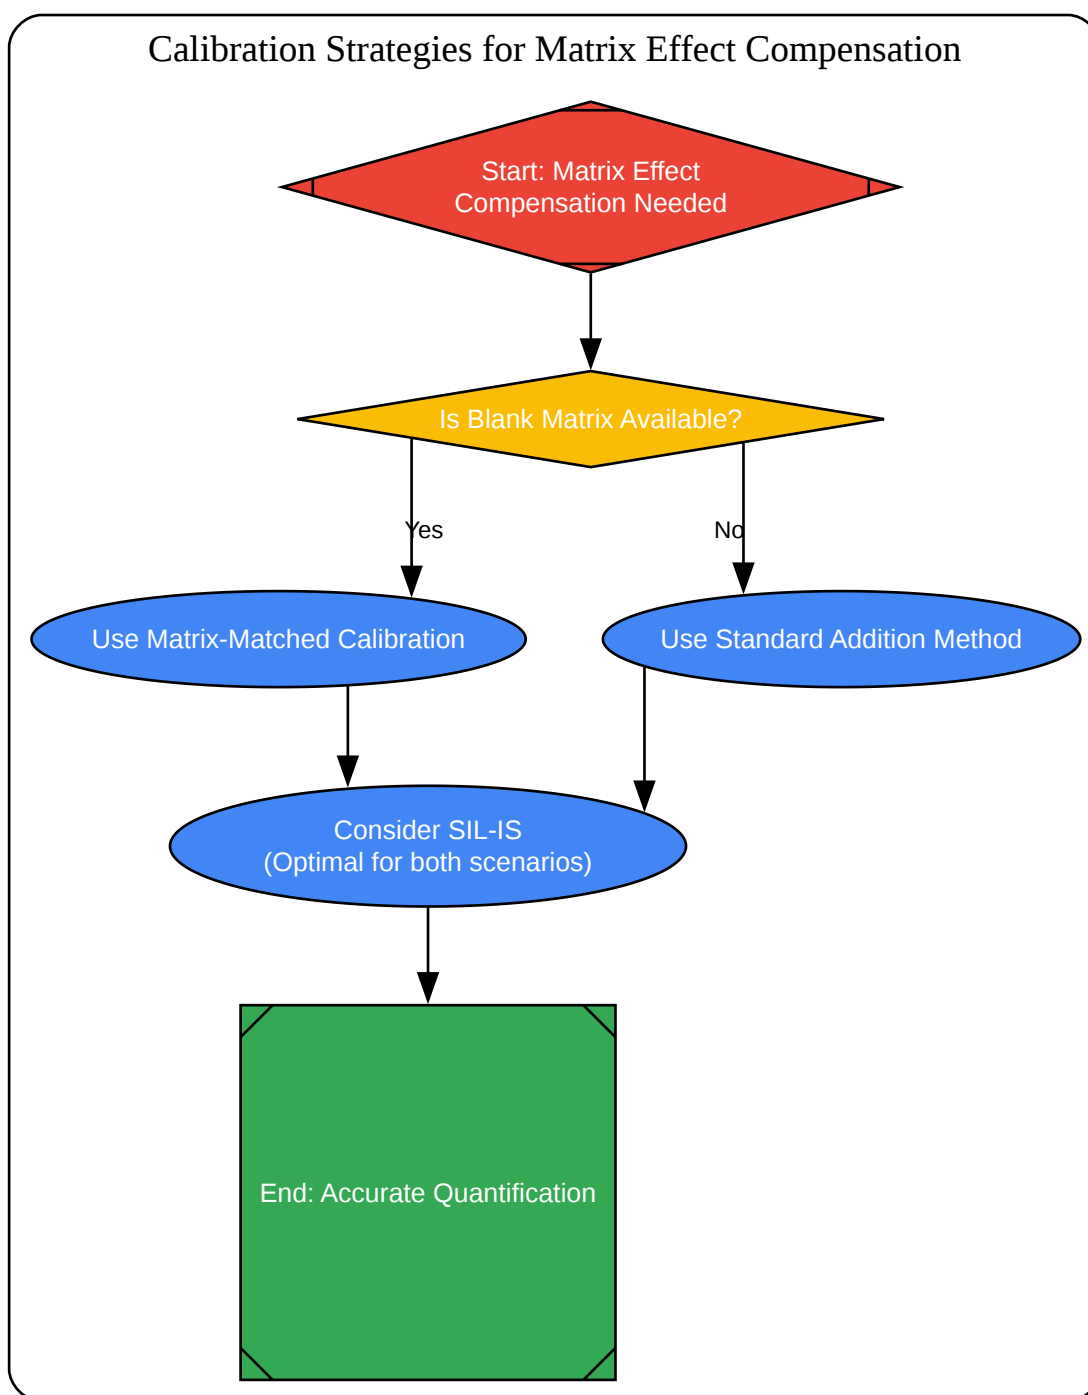 Calibration Strategies for Matrix Effect Compensation
Start: Matrix Effect
Compensation Needed
Is Blank Matrix Available?
Yes
No
Use Matrix-Matched Calibration
Use Standard Addition Method
Consider SIL-IS
(Optimal for both scenarios)
End: Accurate Quantification